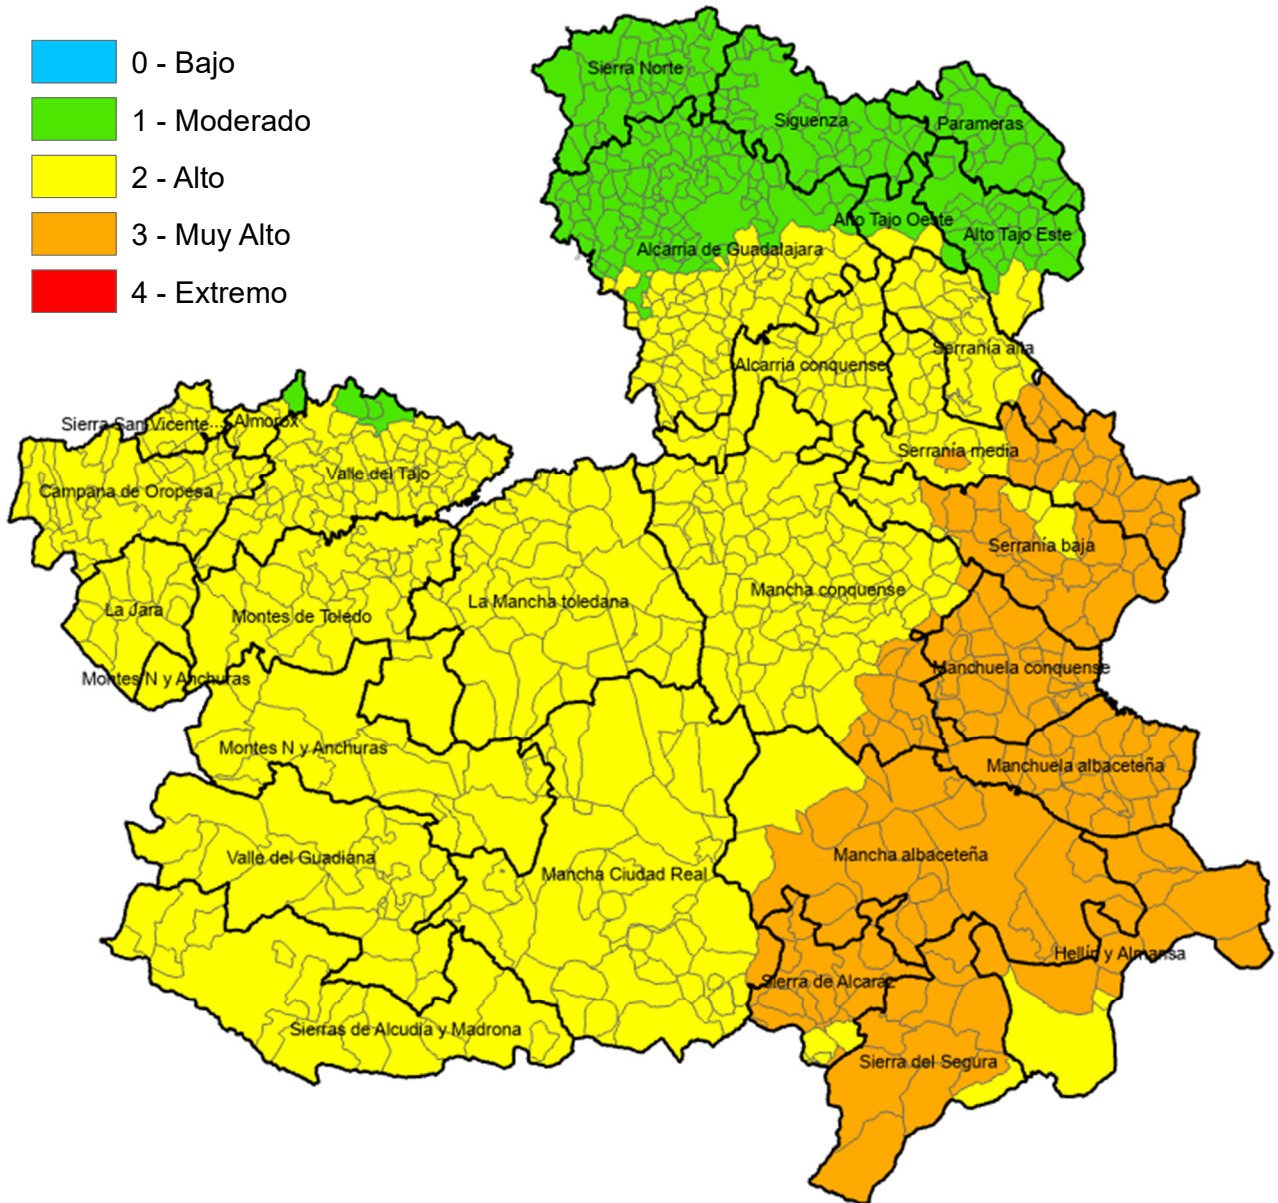 0 - Bajo
1 - Moderado
2 - Alto
3 - Muy Alto
4 - Extremo
Sierra Norte
Siguenza
Parameras
Alto Tajo Oeste
Alto Tajo Este
Alcarria de Guadalajara
Serranía alta
Alcarria conquense
Sierra San Vicente...
Almorox
Serranía media
Valle del Tajo
Campana de Oropesa
Serranía baja
Mancha conquense
La Mancha toledana
La Jara
Montes de Toledo
Manchuela conquense
Montes N y Anchuras
Montes N y Anchuras
Manchuela albaceteña
Mancha albaceteña
Valle del Guadiana
Mancha Ciudad Real
Hellín y Almansa
Sierra de Alcaraz
Sierras de Alcudia y Madrona
Sierra del Segura